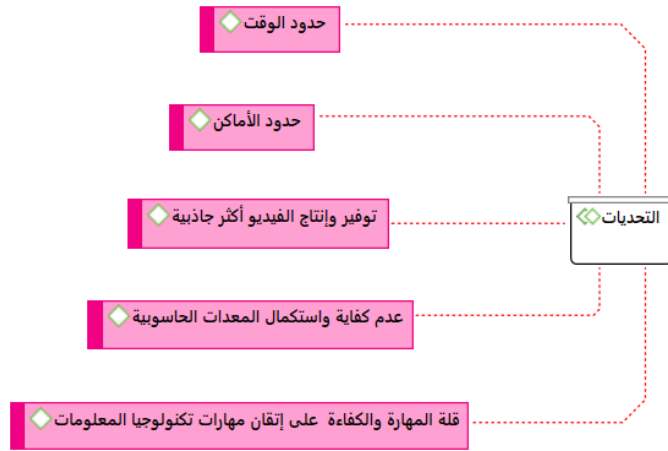 حدود الوقت
حدود الأماكن
التحديات
توفير وإنتاج الفيديو أكثر جاذبية
عدم كفاية واستكمال المعدات الحاسوبية
قلة المهارة والكفاءة على إتقان مهارات تكنولوجيا المعلومات